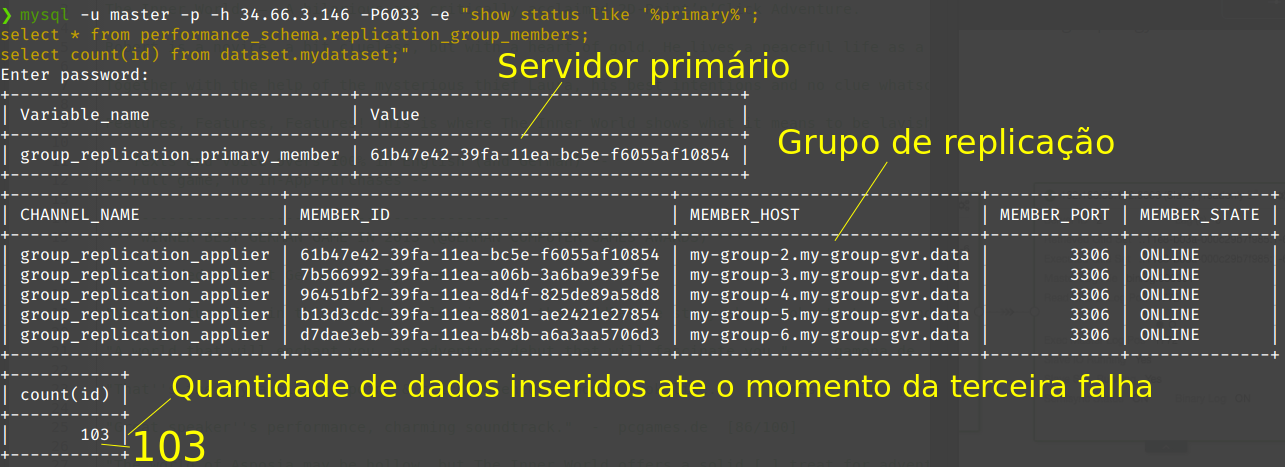 ❯ mysql -u master -p -h 34.66.3.146 -P6033 -e "show status like '%primary%';
select * from performance_schema.replication_group_members;
select count(id) from dataset.mydataset;"
Enter password:
Servidor primário
| Variable_name | Value |
| group_replication_primary_member | 61b47e42-39fa-11ea-bc5e-f6055af10854 |
Grupo de replicação
| CHANNEL_NAME | MEMBER_ID | MEMBER_HOST | MEMBER_PORT | MEMBER_STATE |
| group_replication_applier | 61b47e42-39fa-11ea-bc5e-f6055af10854 | my-group-2.my-group-gvr.data | 3306 | ONLINE |
| group_replication_applier | 7b566992-39fa-11ea-a06b-3a6ba9e39f5e | my-group-3.my-group-gvr.data | 3306 | ONLINE |
| group_replication_applier | 96451bf2-39fa-11ea-8d4f-825de89a58d8 | my-group-4.my-group-gvr.data | 3306 | ONLINE |
| group_replication_applier | b13d3cdc-39fa-11ea-8801-ae2421e27854 | my-group-5.my-group-gvr.data | 3306 | ONLINE |
| group_replication_applier | d7dae3eb-39fa-11ea-b48b-a6a3aa5706d3 | my-group-6.my-group-gvr.data | 3306 | ONLINE |
Quantidade de dados inseridos ate o momento da terceira falha
| count(id) |
| 103 |
103